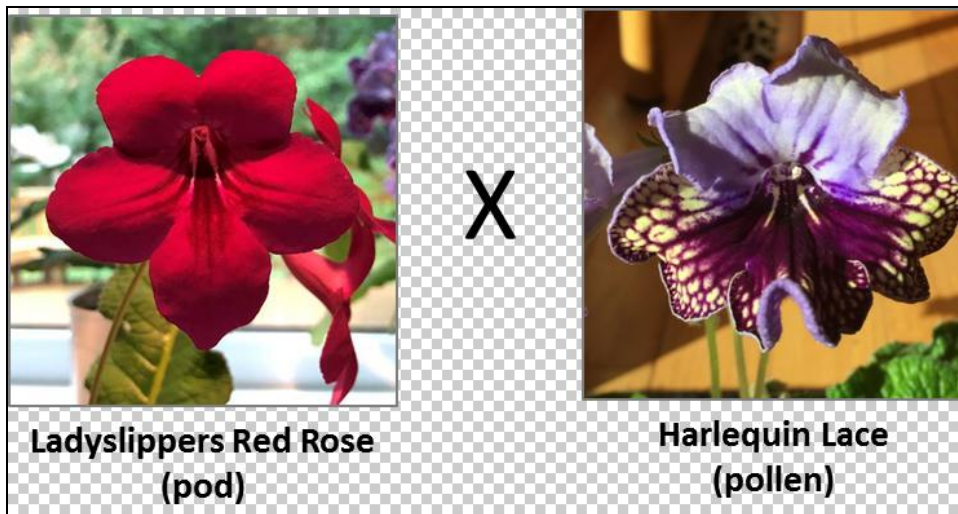 Ladyslippers Red Rose
(pod)
X
Harlequin Lace
(pollen)